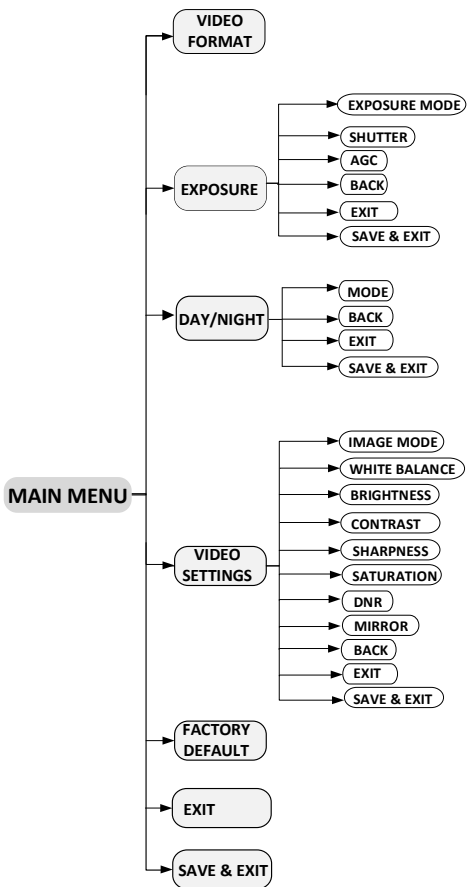 MAIN MENU
VIDEO
FORMAT
EXPOSURE
EXPOSURE MODE
SHUTTER
AGC
BACK
EXIT
SAVE & EXIT
DAY/NIGHT
MODE
BACK
EXIT
SAVE & EXIT
VIDEO
SETTINGS
IMAGE MODE
WHITE BALANCE
BRIGHTNESS
CONTRAST
SHARPNESS
SATURATION
DNR
MIRROR
BACK
EXIT
SAVE & EXIT
FACTORY
DEFAULT
EXIT
SAVE & EXIT